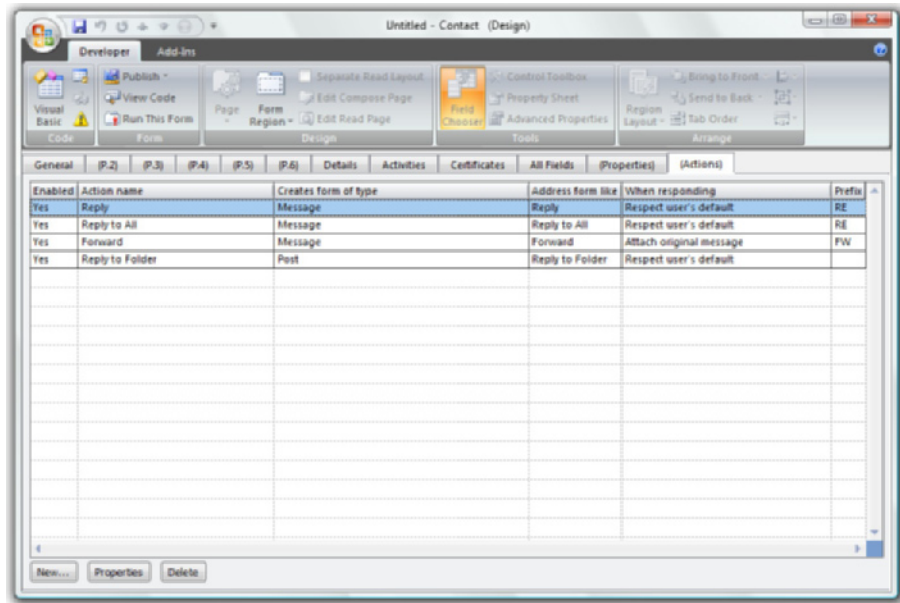 Untitled - Contact (Design)
Developer Add-Ins
Publish Separate Read Layout Control Toolbox Bring to Front
View Code Edit Compose Page Property Sheet Send to Back
Visual Basic Run This Form Page Form Region Edit Read Page Field Chooser Advanced Properties Region Layout Tab Order
Code Form Design Tools Arrange
General (P.2) (P.3) (P.4) (P.5) (P.6) Details Activities Certificates All Fields (Properties) (Actions)
Enabled Action name Creates form of type Address form like When responding Prefix
Yes Reply Message Reply Respect user's default RE
Yes Reply to All Message Reply to All Respect user's default RE
Yes Forward Message Forward Attach original message FW
Yes Reply to Folder Post Reply to Folder Respect user's default
New... Properties Delete